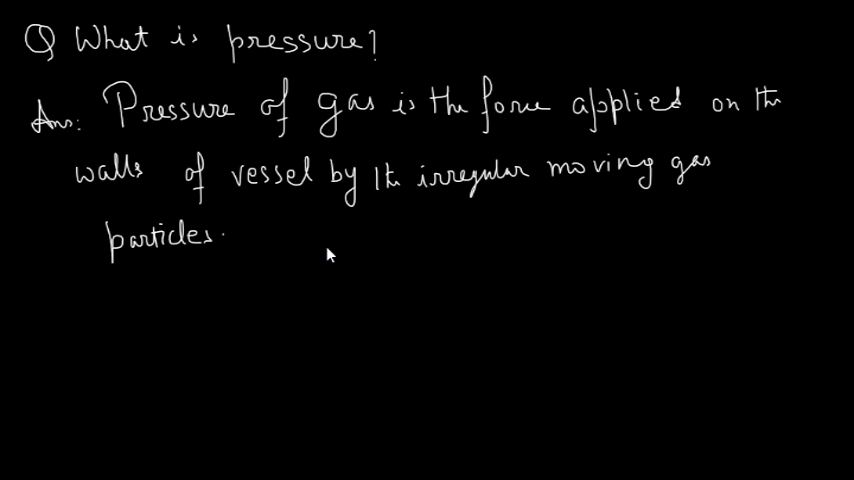 Q What is pressure?
Ans: Pressure of gas is the force applied on the
walls of vessel by the irregular moving gas
particles.